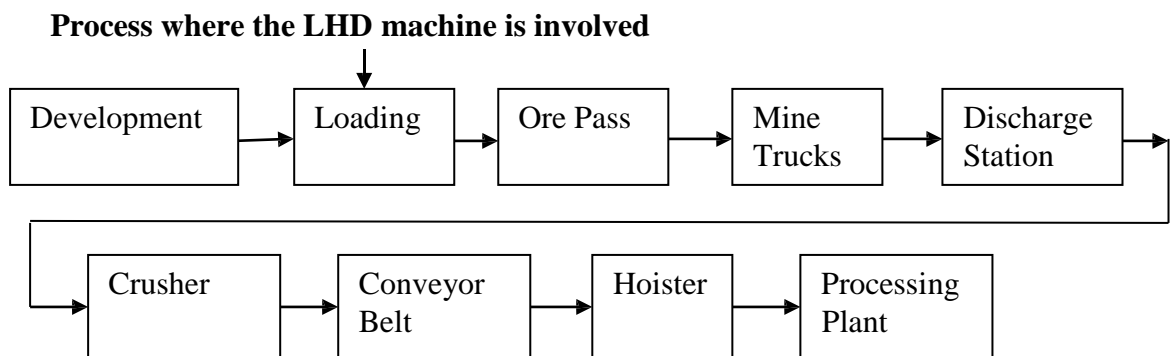 Process where the LHD machine is involved
Development
Loading
Ore Pass
Mine
Trucks
Discharge
Station
Crusher
Conveyor
Belt
Hoister
Processing
Plant